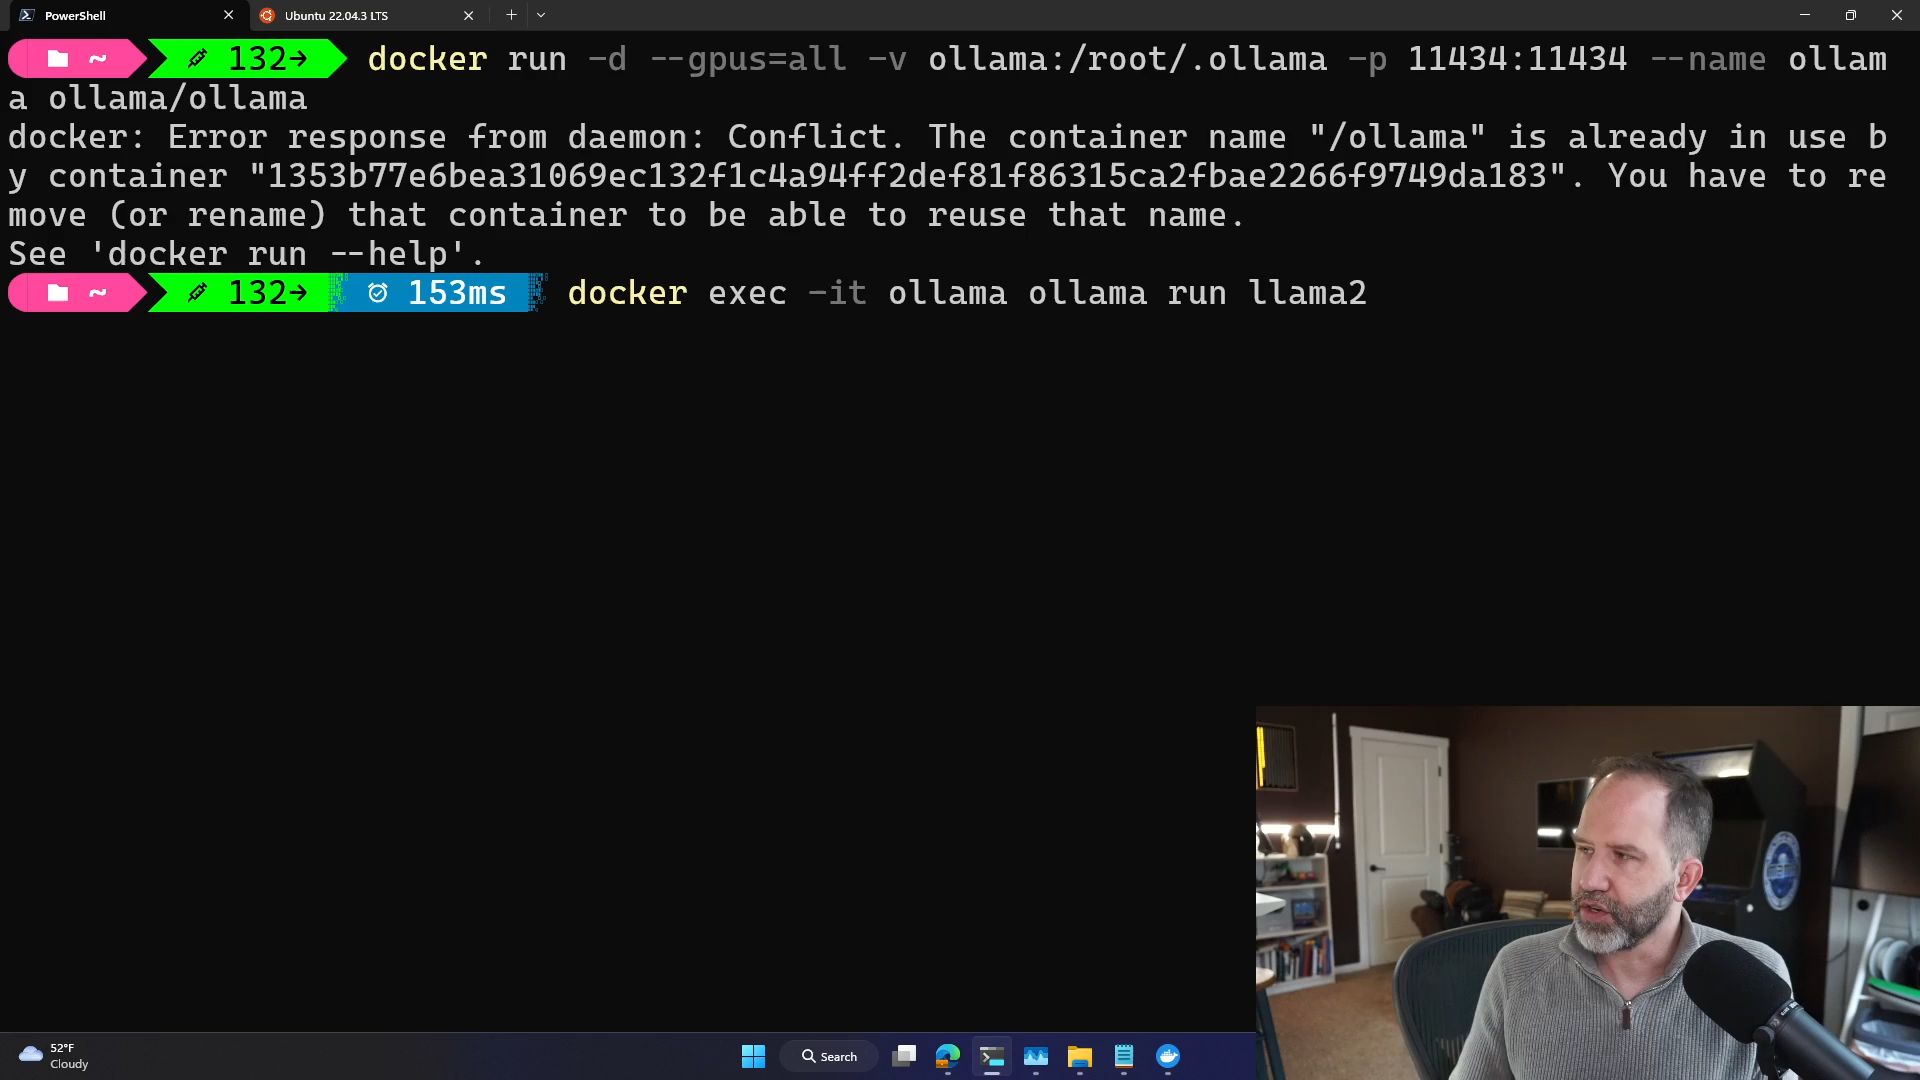 PowerShell
Ubuntu 22.04.3 LTS
~ 132→ docker run -d --gpus=all -v ollama:/root/.ollama -p 11434:11434 --name ollam
a ollama/ollama
docker: Error response from daemon: Conflict. The container name "/ollama" is already in use b
y container "1353b77e6bea31069ec132f1c4a94ff2def81f86315ca2fbae2266f9749da183". You have to re
move (or rename) that container to be able to reuse that name.
See 'docker run --help'.
~ 132→ 153ms docker exec -it ollama ollama run llama2
52°F
Cloudy
Search